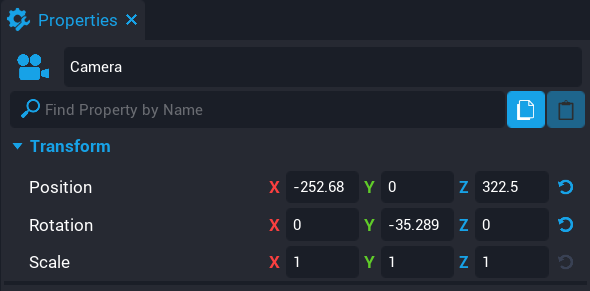 Properties
Camera
Find Property by Name
Transform
Position X -252.68 Y 0 Z 322.5
Rotation X 0 Y -35.289 Z 0
Scale X 1 Y 1 Z 1